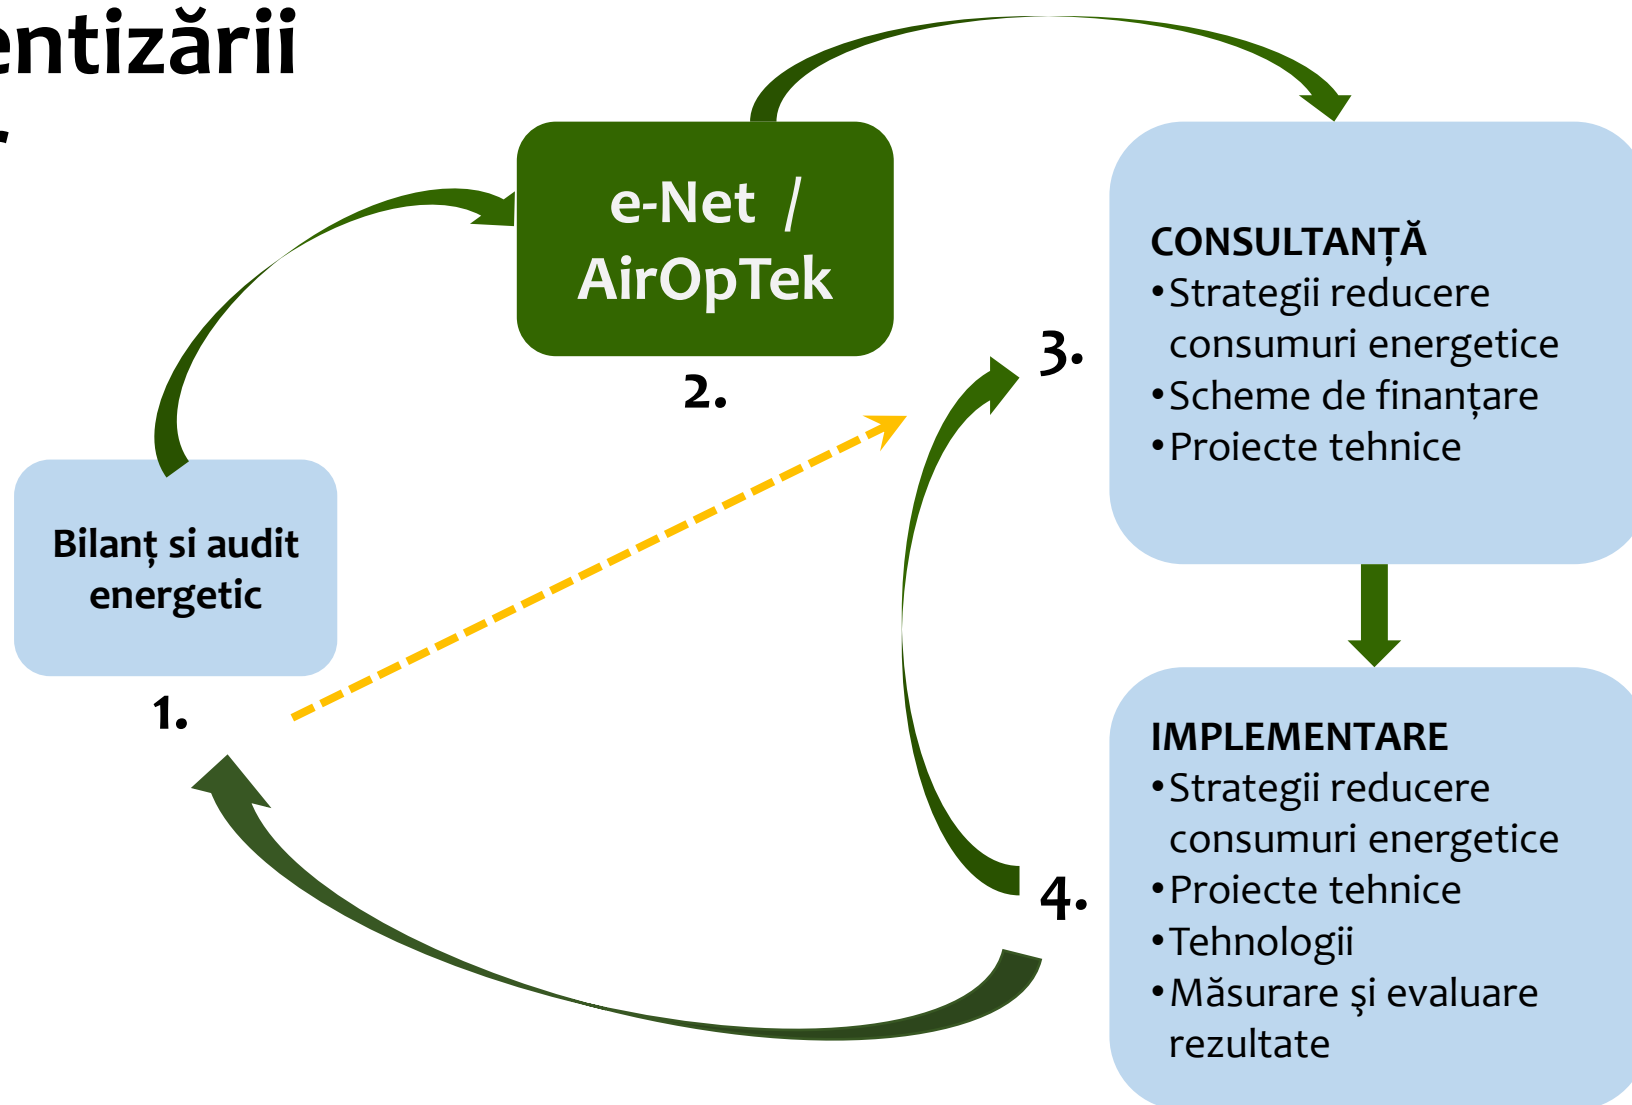 entizării
e-Net /
AirOpTek
2.
Bilanț si audit
energetic
1.
3.
CONSULTANȚĂ
•Strategii reducere
consumuri energetice
•Scheme de finanțare
•Proiecte tehnice
4.
IMPLEMENTARE
•Strategii reducere
consumuri energetice
•Proiecte tehnice
•Tehnologii
•Măsurare şi evaluare
rezultate